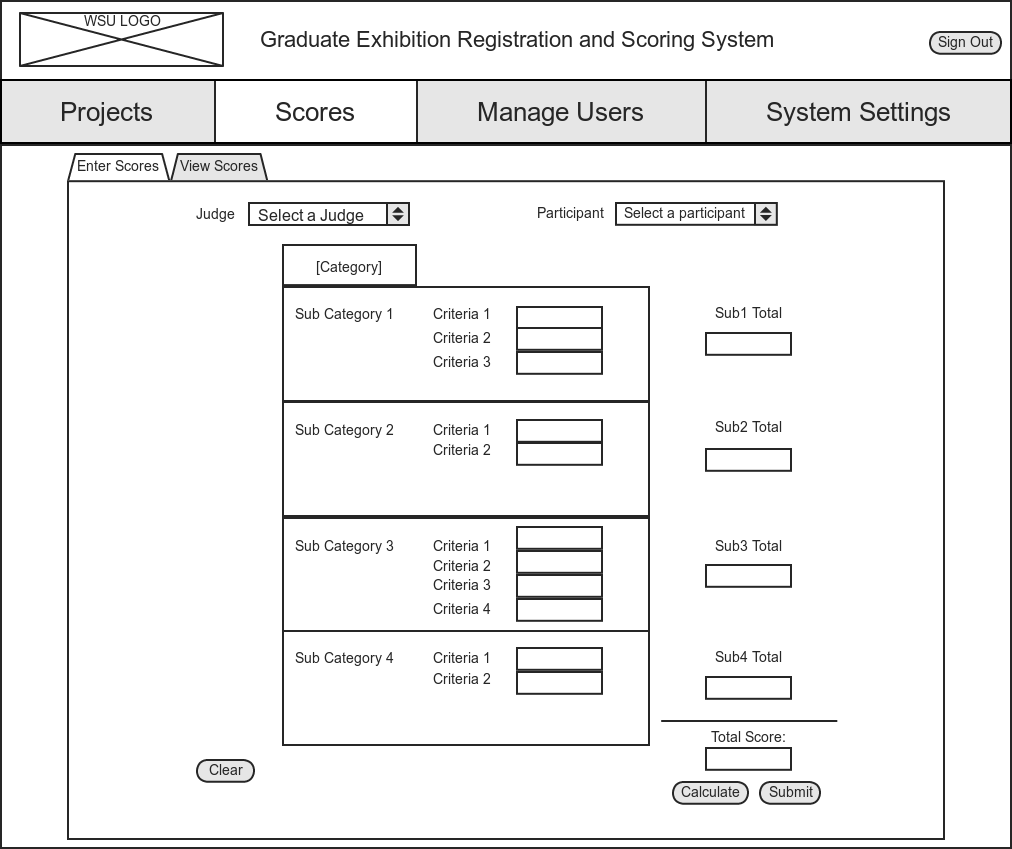 WSU LOGO
Graduate Exhibition Registration and Scoring System
Sign Out
Projects
Scores
Manage Users
System Settings
Enter Scores
View Scores
Judge
Select a Judge
Participant
Select a participant
[Category]
Sub Category 1
Criteria 1
Criteria 2
Criteria 3
Sub1 Total
Sub Category 2
Criteria 1
Criteria 2
Sub2 Total
Sub Category 3
Criteria 1
Criteria 2
Criteria 3
Criteria 4
Sub3 Total
Sub Category 4
Criteria 1
Criteria 2
Sub4 Total
Total Score:
Clear
Calculate
Submit